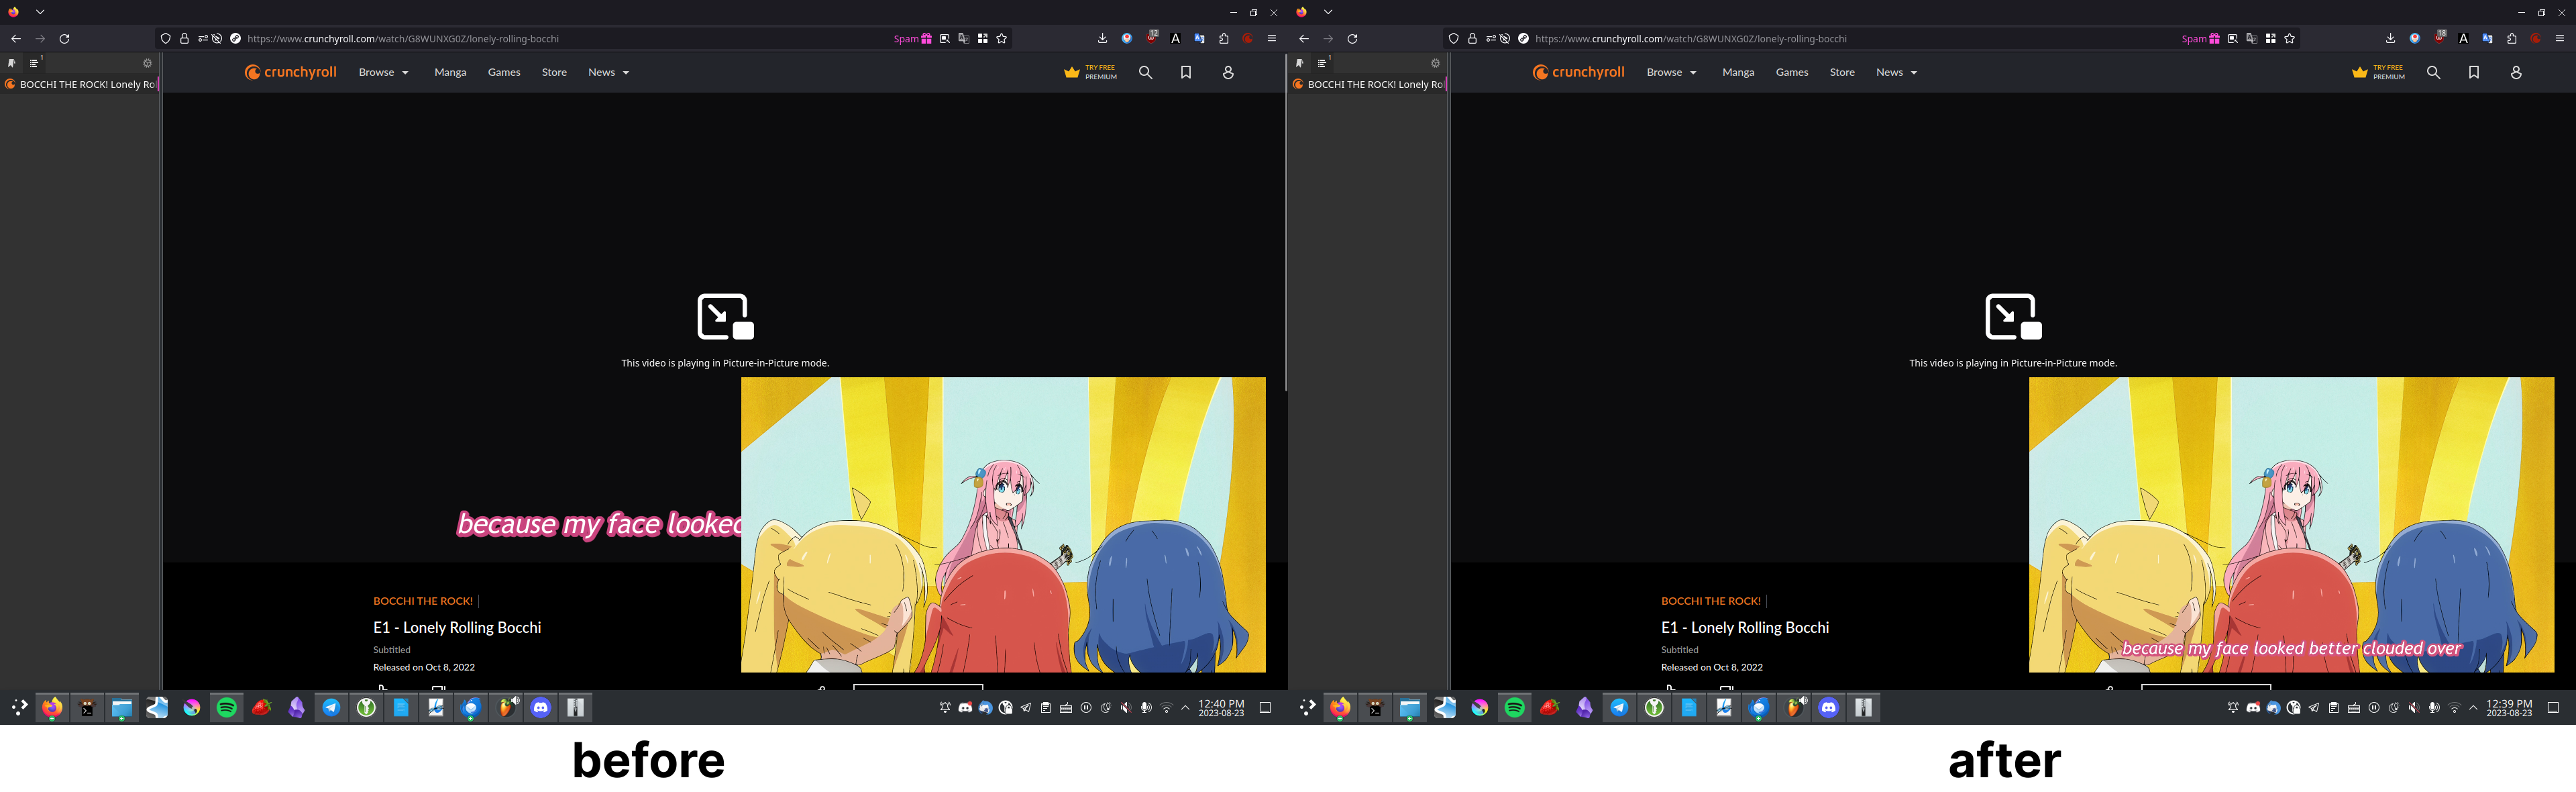 https://www.crunchyroll.com/watch/G8WUNXG0Z/lonely-rolling-bocchi
Spam
12
A
1
BOCCHI THE ROCK! Lonely Ro
crunchyroll
Browse
Manga
Games
Store
News
TRY FREE
PREMIUM
This video is playing in Picture-in-Picture mode.
because my face looked
BOCCHI THE ROCK!
E1 - Lonely Rolling Bocchi
Subtitled
Released on Oct 8, 2022
12:40 PM
2023-08-23
before
https://www.crunchyroll.com/watch/G8WUNXG0Z/lonely-rolling-bocchi
Spam
18
A
1
BOCCHI THE ROCK! Lonely Ro
crunchyroll
Browse
Manga
Games
Store
News
TRY FREE
PREMIUM
This video is playing in Picture-in-Picture mode.
because my face looked better clouded over
BOCCHI THE ROCK!
E1 - Lonely Rolling Bocchi
Subtitled
Released on Oct 8, 2022
12:39 PM
2023-08-23
after